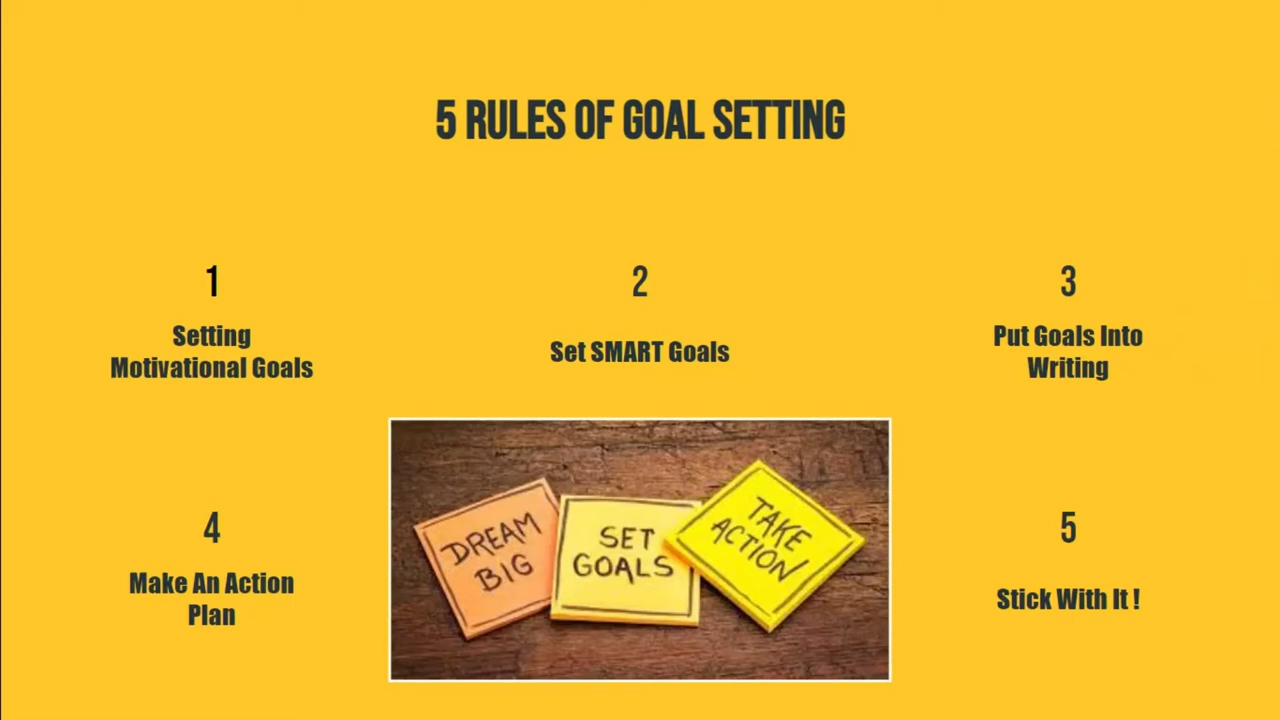 5 RULES OF GOAL SETTING
1
Setting
Motivational Goals
2
Set SMART Goals
3
Put Goals Into
Writing
4
Make An Action
Plan
DREAM
BIG
SET
GOALS
TAKE
ACTION
5
Stick With It !